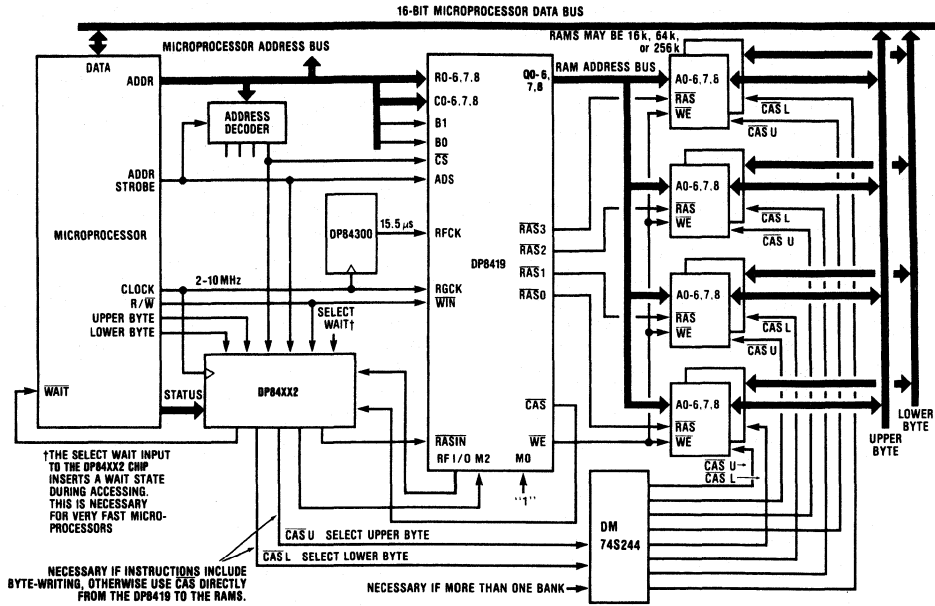 16-BIT MICROPROCESSOR DATA BUS
DATA
MICROPROCESSOR ADDRESS BUS
RAMS MAY BE 16k, 64k,
or 256k
ADDR
ADDRESS
DECODER
R0-6,7,8
C0-6,7,8
B1
B0
CS
ADS
Q0-6,
7,8
RAM ADDRESS BUS
A0-6,7,8
RAS
WE
CAS L
CAS U
ADDR
STROBE
MICROPROCESSOR
DP84300
15.5 µs
RFCK
DP8419
RAS3
RAS2
RAS1
RAS0
A0-6,7,8
RAS
WE
CAS L
CAS U
CLOCK
2-10 MHz
RGCK
R/W
WIN
UPPER BYTE
LOWER BYTE
SELECT
WAIT†
A0-6,7,8
RAS
WE
CAS L
CAS U
WAIT
STATUS
DP84XX2
CAS
RASIN
WE
RF I/O M2
M0
"1"
A0-6,7,8
RAS
WE
CAS U
CAS L
UPPER
BYTE
LOWER
BYTE
†THE SELECT WAIT INPUT
TO THE DP84XX2 CHIP
INSERTS A WAIT STATE
DURING ACCESSING.
THIS IS NECESSARY
FOR VERY FAST MICRO-
PROCESSORS
CAS U SELECT UPPER BYTE
CAS L SELECT LOWER BYTE
DM
74S244
NECESSARY IF INSTRUCTIONS INCLUDE
BYTE-WRITING, OTHERWISE USE CAS DIRECTLY
FROM THE DP8419 TO THE RAMS.
NECESSARY IF MORE THAN ONE BANK